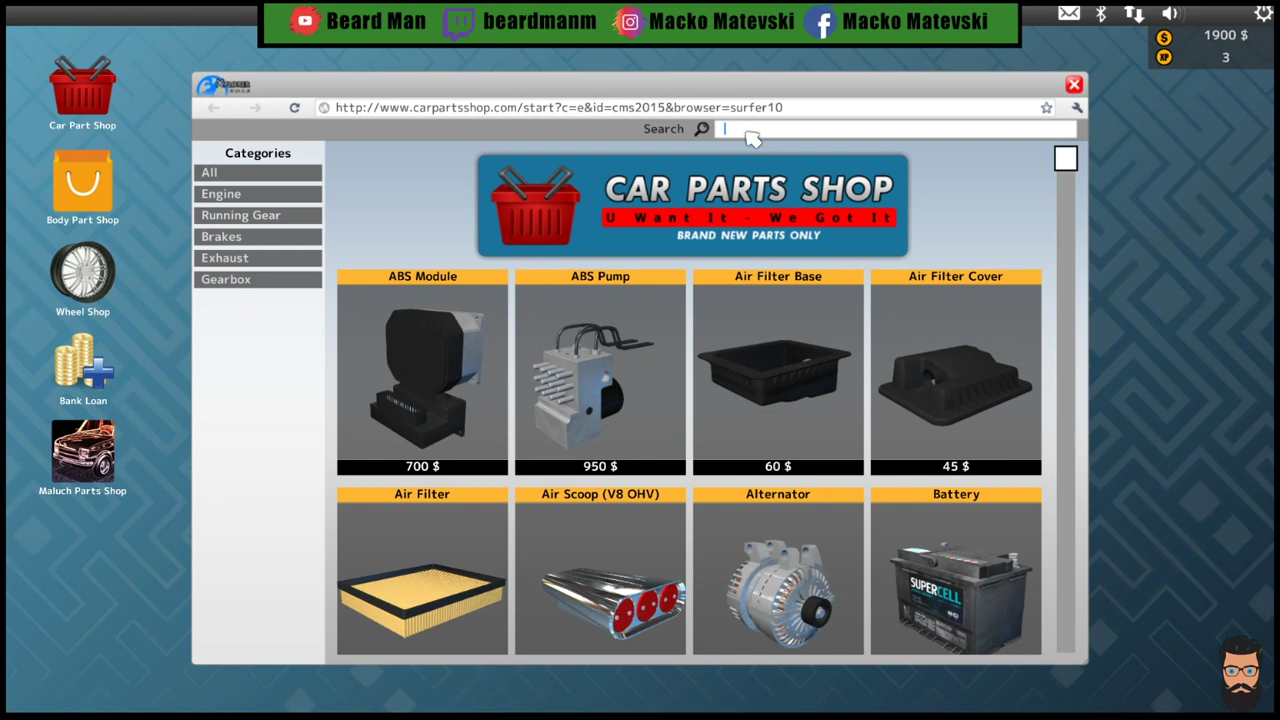 Beard Man beardmanm Macko Matevski Macko Matevski
1900 $
3
Car Part Shop
Body Part Shop
Wheel Shop
Bank Loan
Maluch Parts Shop
http://www.carpartsshop.com/start?c=e&id=cms2015&browser=surfer10
Search
Categories
All
Engine
Running Gear
Brakes
Exhaust
Gearbox
CAR PARTS SHOP
U Want It - We Got It
BRAND NEW PARTS ONLY
ABS Module ABS Pump Air Filter Base Air Filter Cover
700 $ 950 $ 60 $ 45 $
Air Filter Air Scoop (V8 OHV) Alternator Battery
SUPERCELL